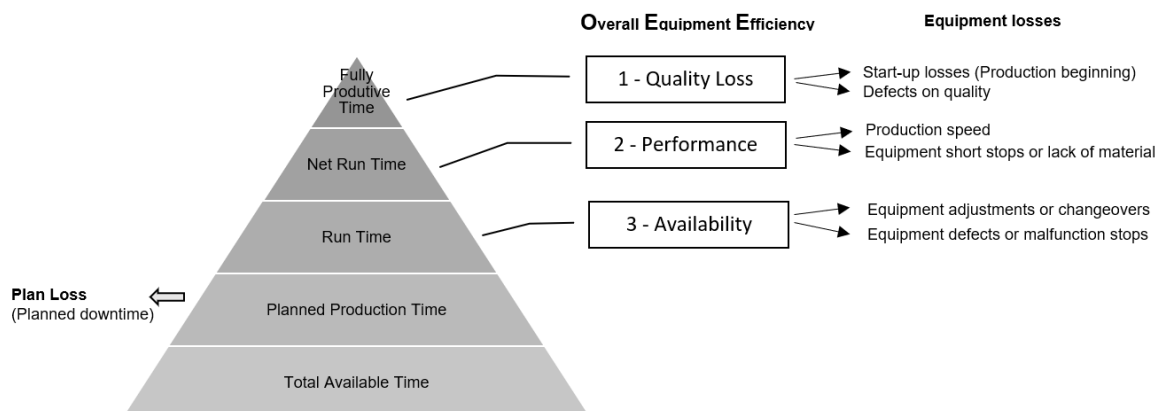 Overall Equipment Efficiency
Equipment losses
Fully
Produtive
Time
1 - Quality Loss
Start-up losses (Production beginning)
Defects on quality
Net Run Time
2 - Performance
Production speed
Equipment short stops or lack of material
Run Time
3 - Availability
Equipment adjustments or changeovers
Equipment defects or malfunction stops
Plan Loss
(Planned downtime)
Planned Production Time
Total Available Time